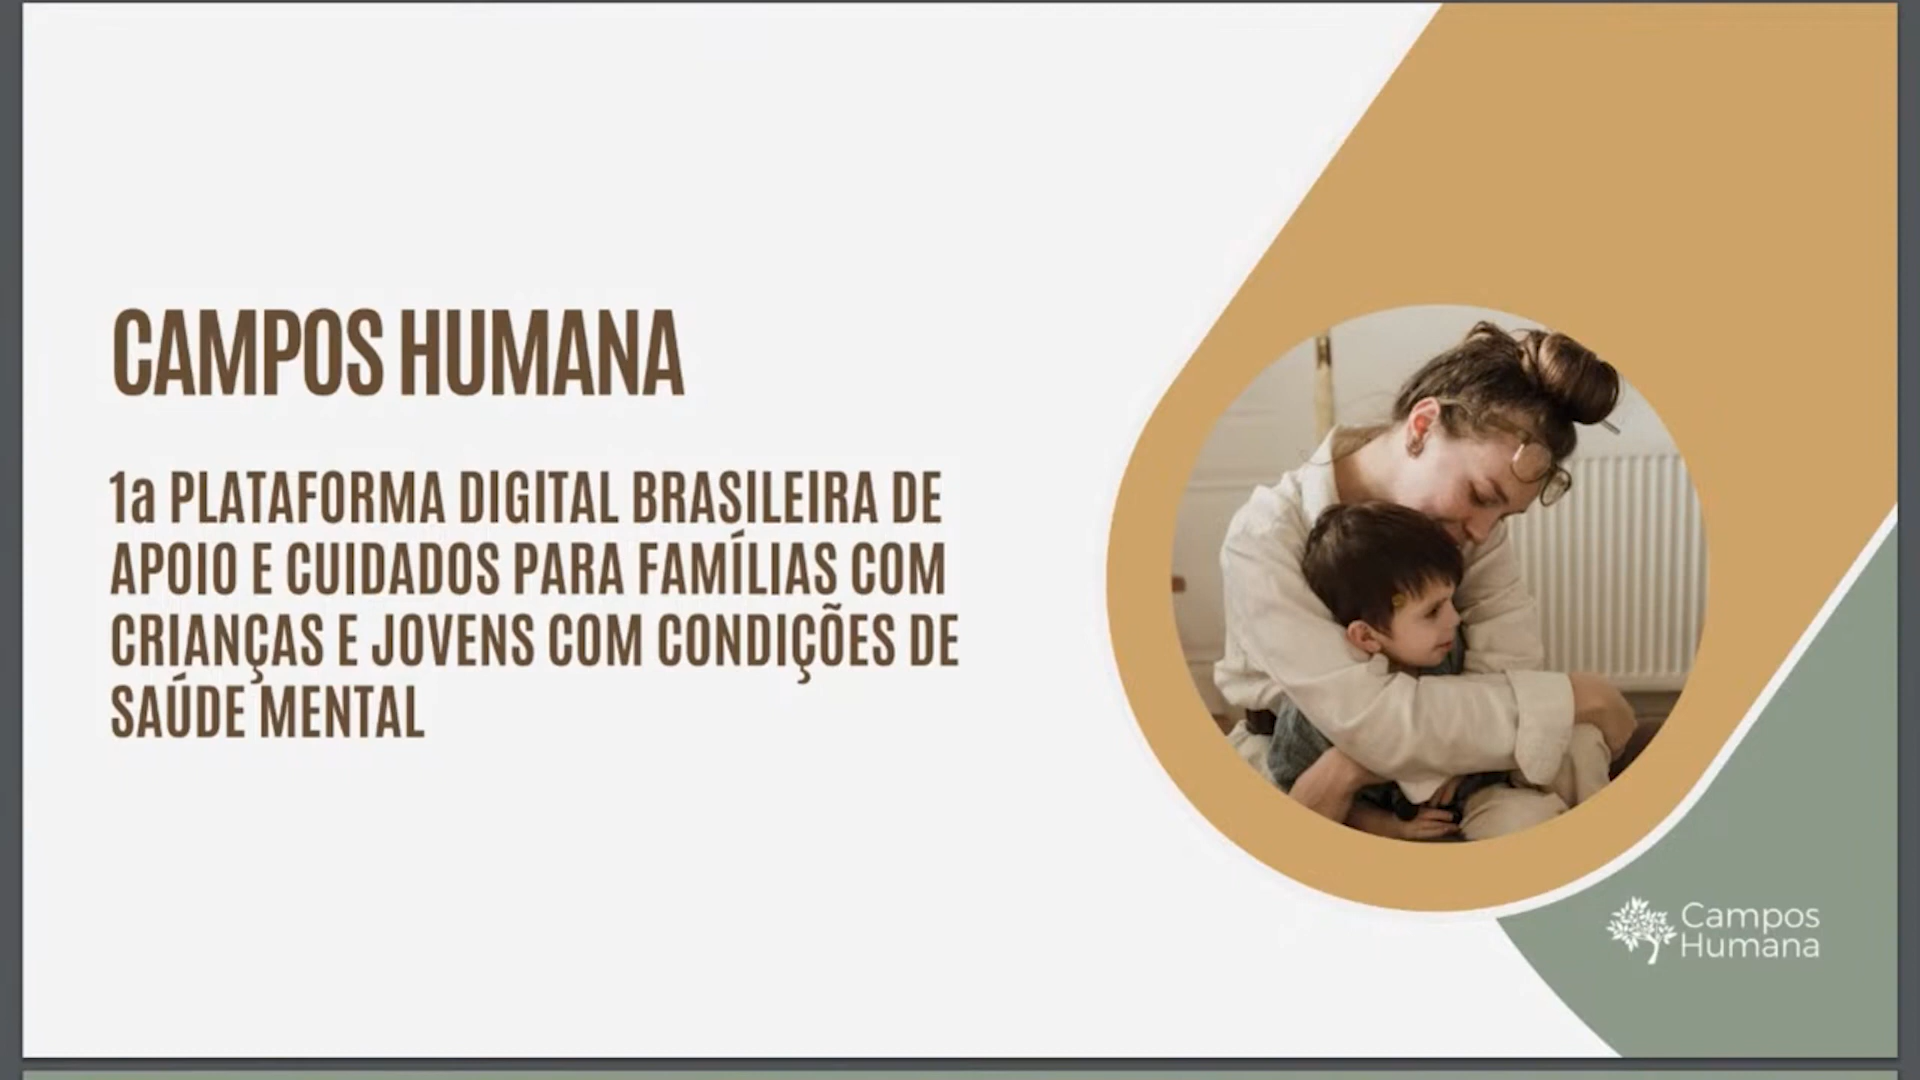 CAMPOS HUMANA
1a PLATAFORMA DIGITAL BRASILEIRA DE
APOIO E CUIDADOS PARA FAMÍLIAS COM
CRIANÇAS E JOVENS COM CONDIÇÕES DE
SAÚDE MENTAL
Campos
Humana